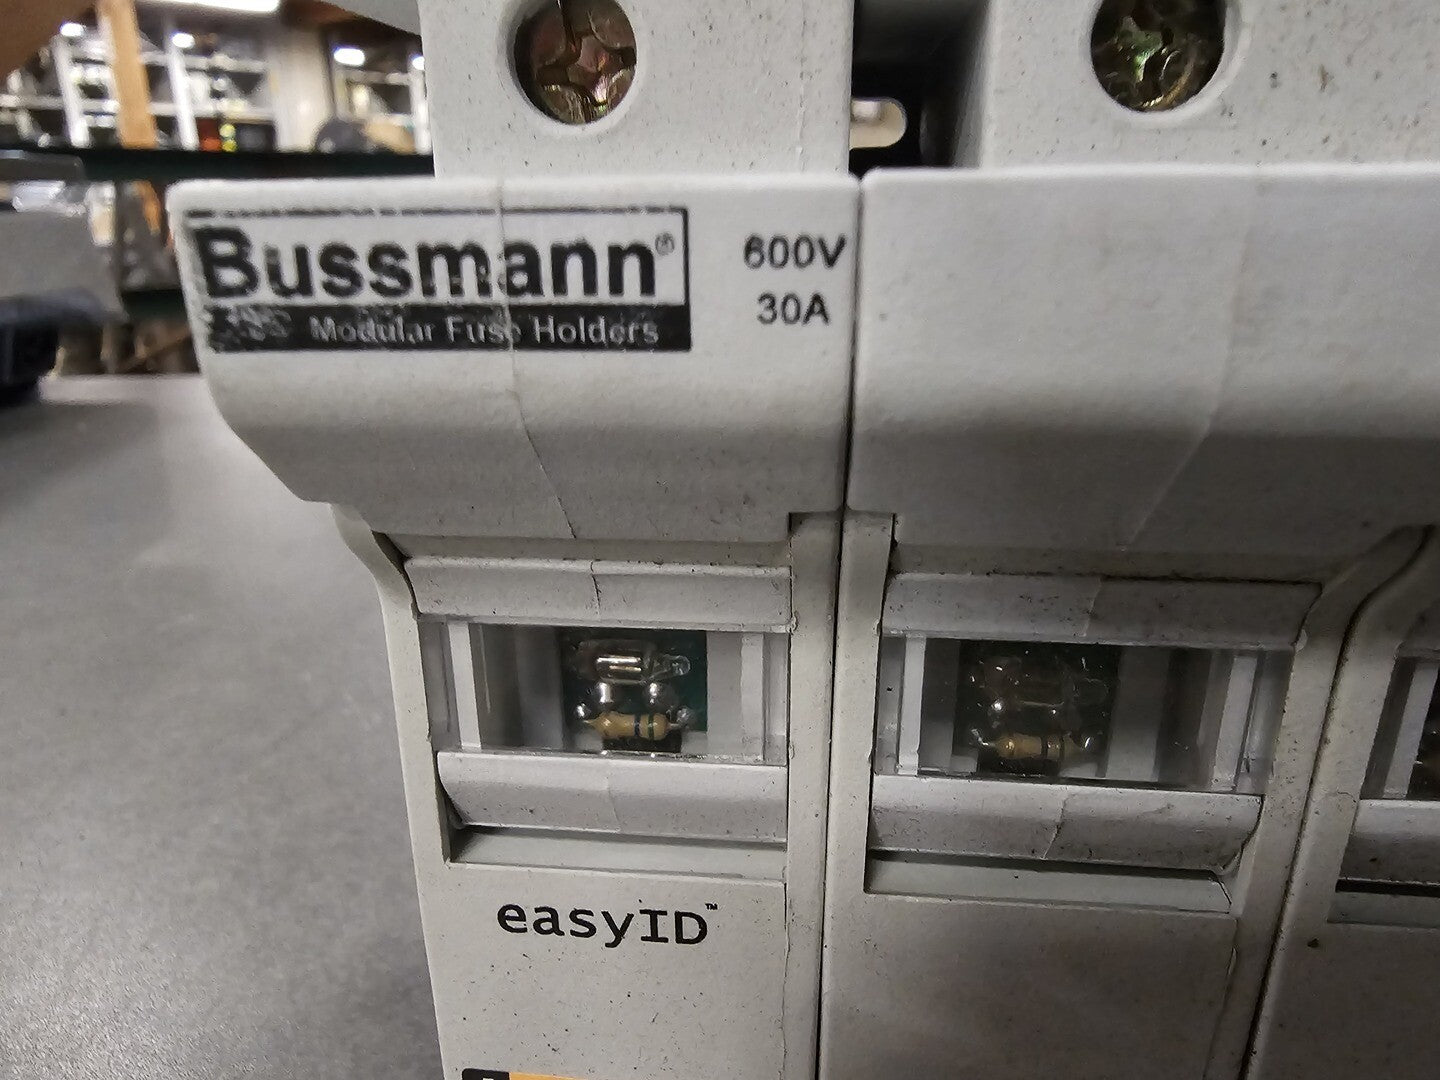 Bussmann®
Modular Fuse Holders
600V
30A
easyID™